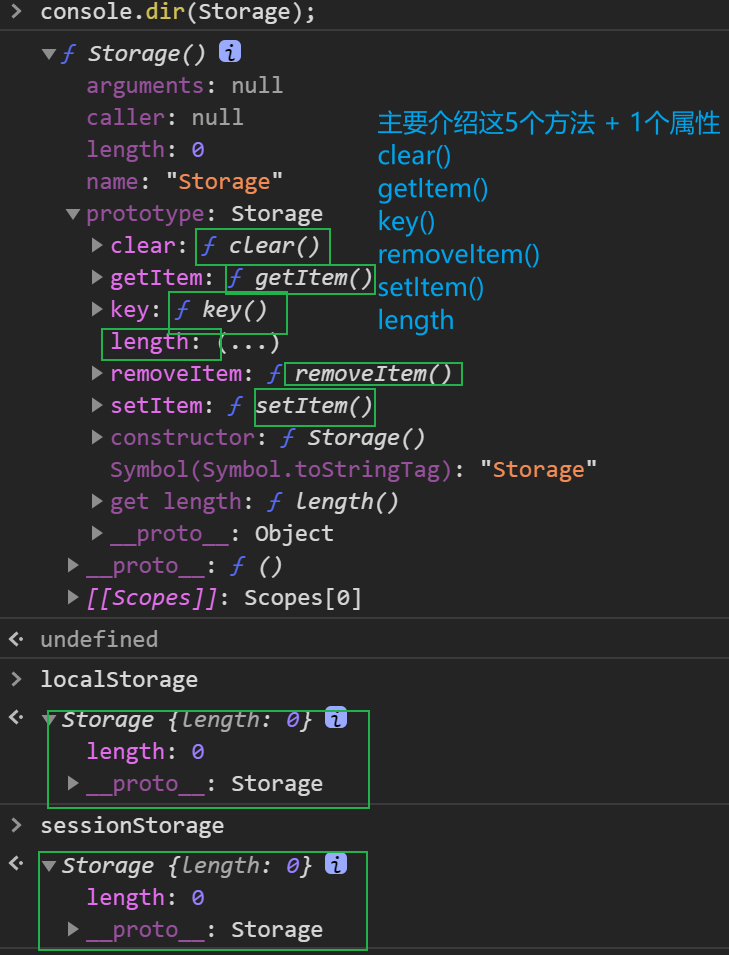 > console.dir(Storage);
▼ƒ Storage() i
arguments: null
caller: null
length: 0
name: "Storage"
▼prototype: Storage
▶clear: ƒ clear()
▶getItem: ƒ getItem()
▶key: ƒ key()
length: (...)
▶removeItem: ƒ removeItem()
▶setItem: ƒ setItem()
▶constructor: ƒ Storage()
Symbol(Symbol.toStringTag): "Storage"
▶get length: ƒ length()
▶__proto__: Object
▶__proto__: ƒ ()
▶[[Scopes]]: Scopes[0]
主要介绍这5个方法 + 1个属性
clear()
getItem()
key()
removeItem()
setItem()
length
undefined
> localStorage
▼Storage {length: 0} i
length: 0
▶__proto__: Storage
> sessionStorage
▼Storage {length: 0} i
length: 0
▶__proto__: Storage